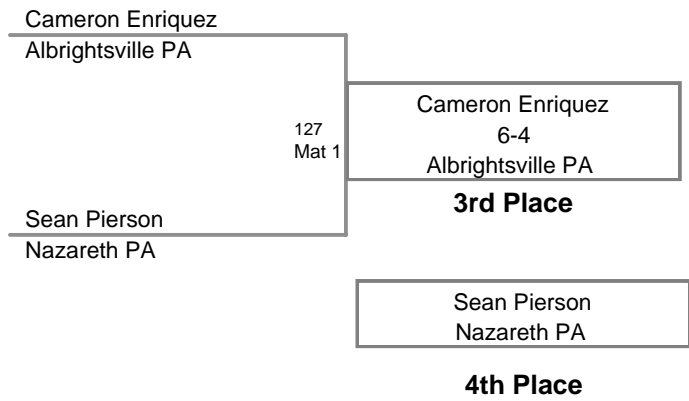 Cameron Enriquez
Albrightsville PA
127
Mat 1
Cameron Enriquez
6-4
Albrightsville PA
3rd Place
Sean Pierson
Nazareth PA
Sean Pierson
Nazareth PA
4th Place